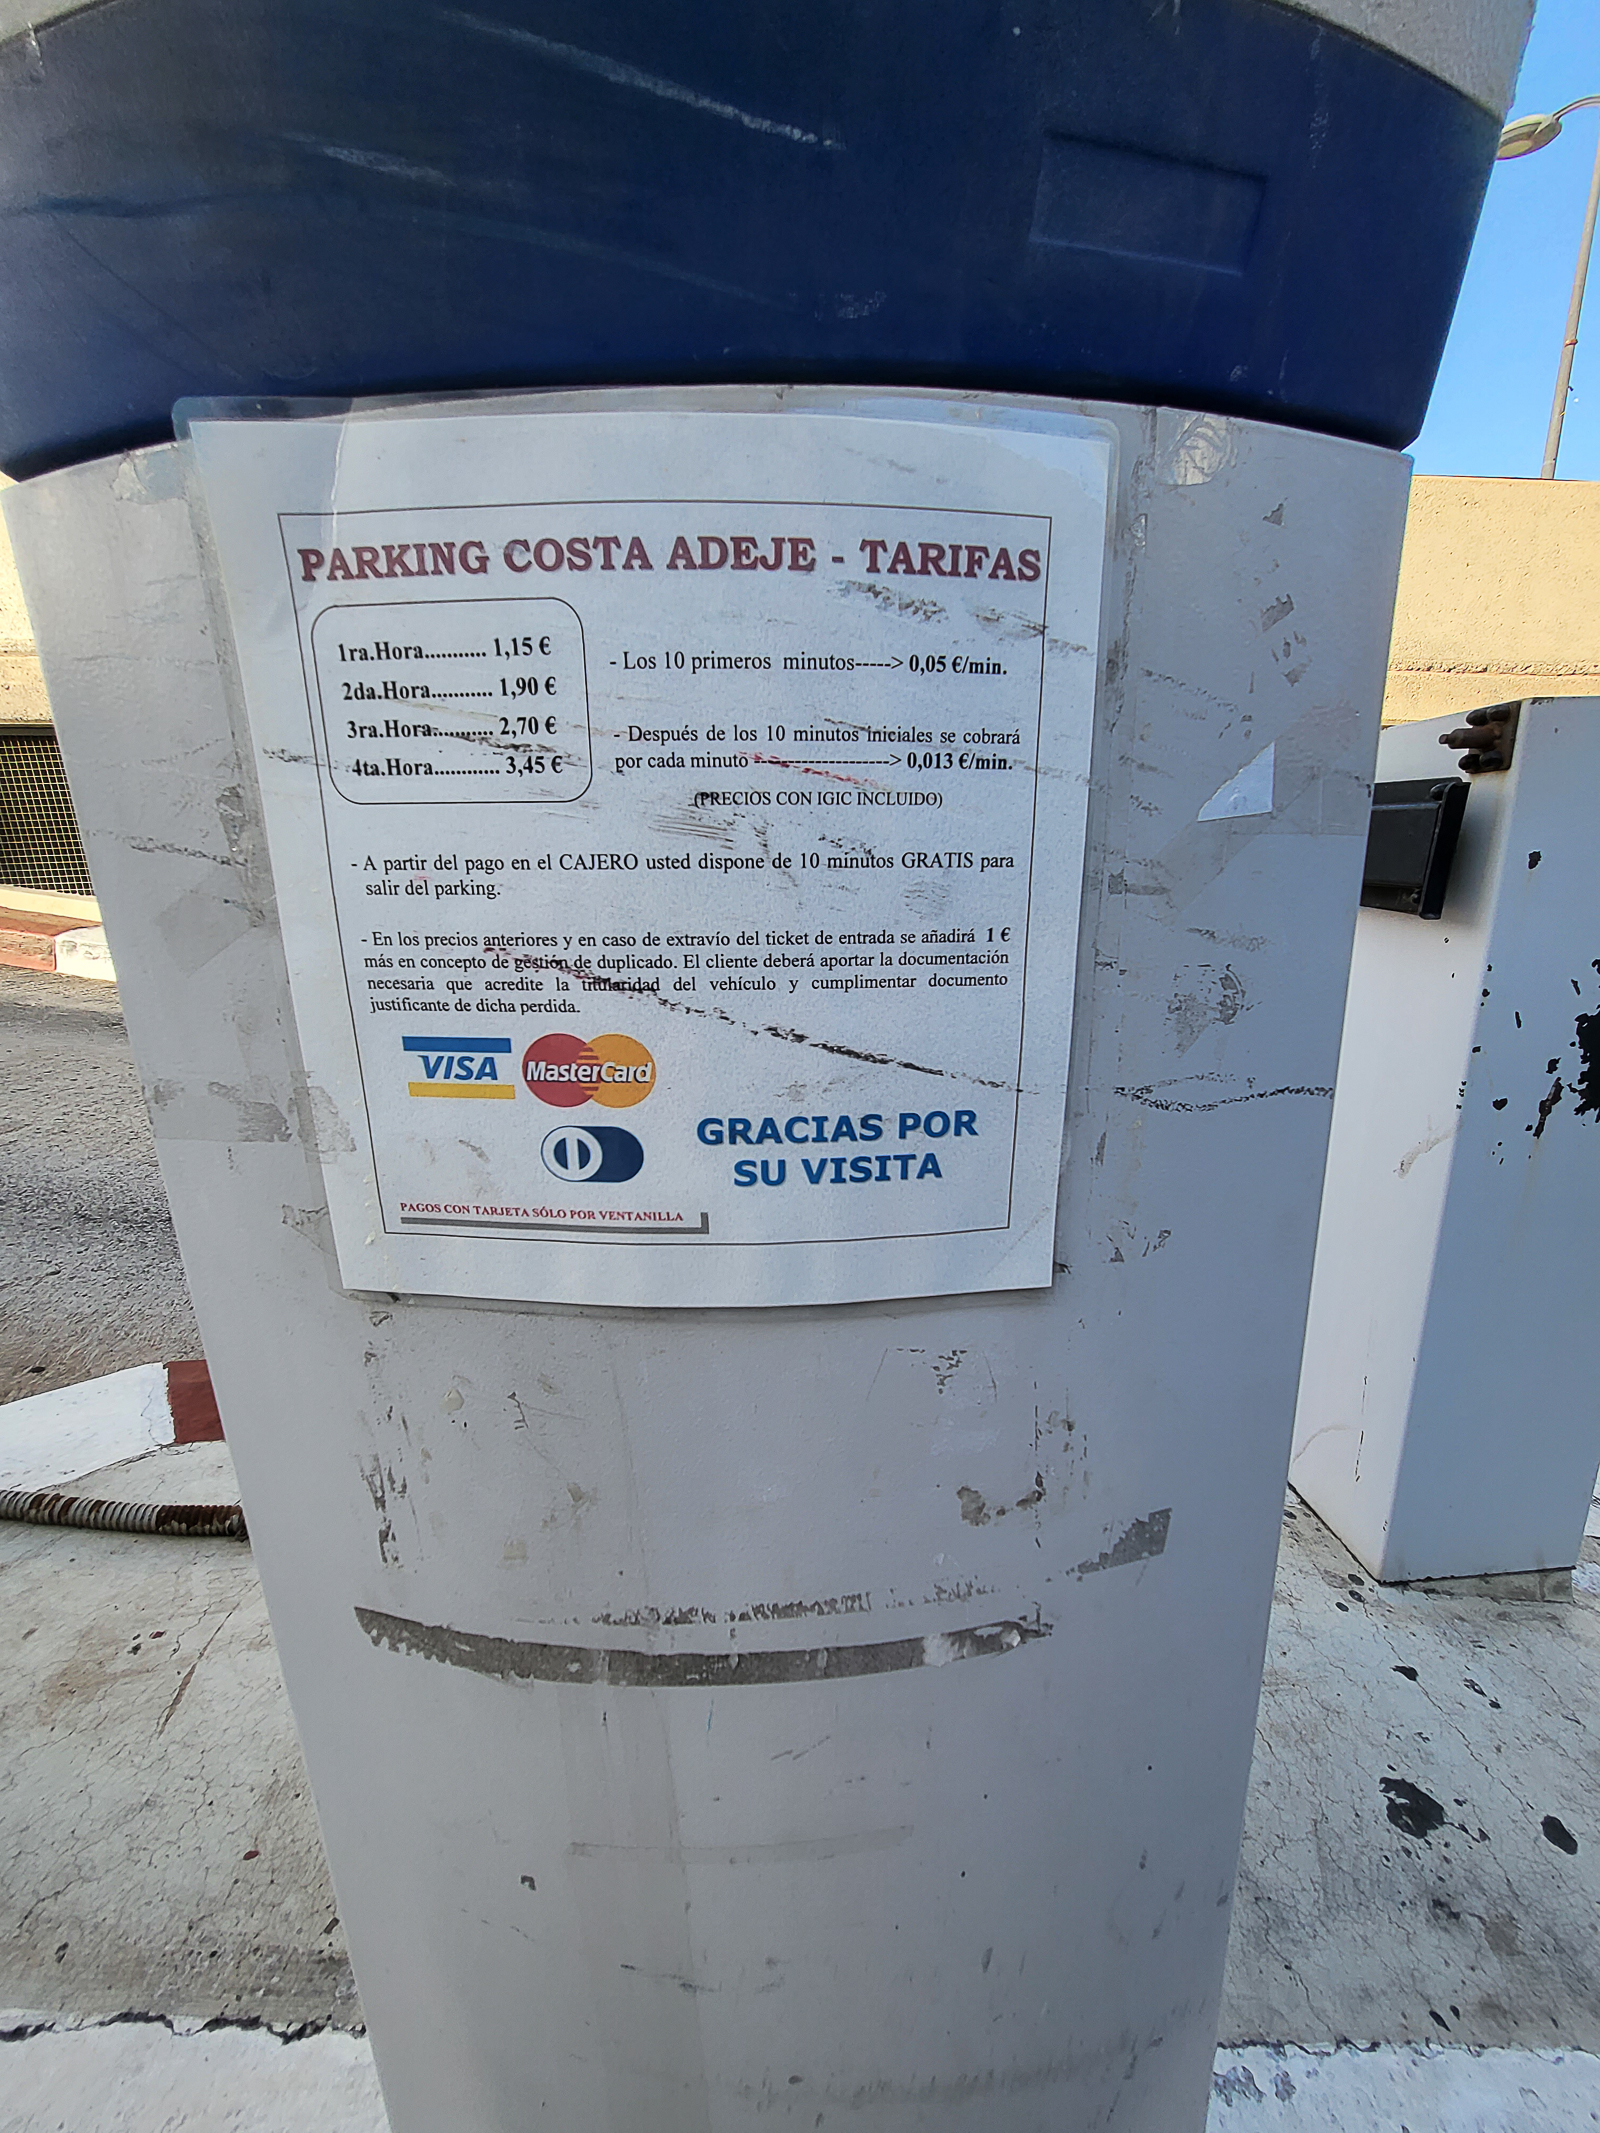 PARKING COSTA ADEJE - TARIFAS
1ra.Hora........... 1,15 €
2da.Hora........... 1,90 €
3ra.Hora........... 2,70 €
4ta.Hora............ 3,45 €
- Los 10 primeros minutos-----> 0,05 €/min.
- Después de los 10 minutos iniciales se cobrará
por cada minuto -------------------> 0,013 €/min.
(PRECIOS CON IGIC INCLUIDO)
- A partir del pago en el CAJERO usted dispone de 10 minutos GRATIS para
salir del parking.
- En los precios anteriores y en caso de extravío del ticket de entrada se añadirá 1 €
más en concepto de gestión de duplicado. El cliente deberá aportar la documentación
necesaria que acredite la titularidad del vehículo y cumplimentar documento
justificante de dicha perdida.
VISA MasterCard
GRACIAS POR
SU VISITA
PAGOS CON TARJETA SÓLO POR VENTANILLA